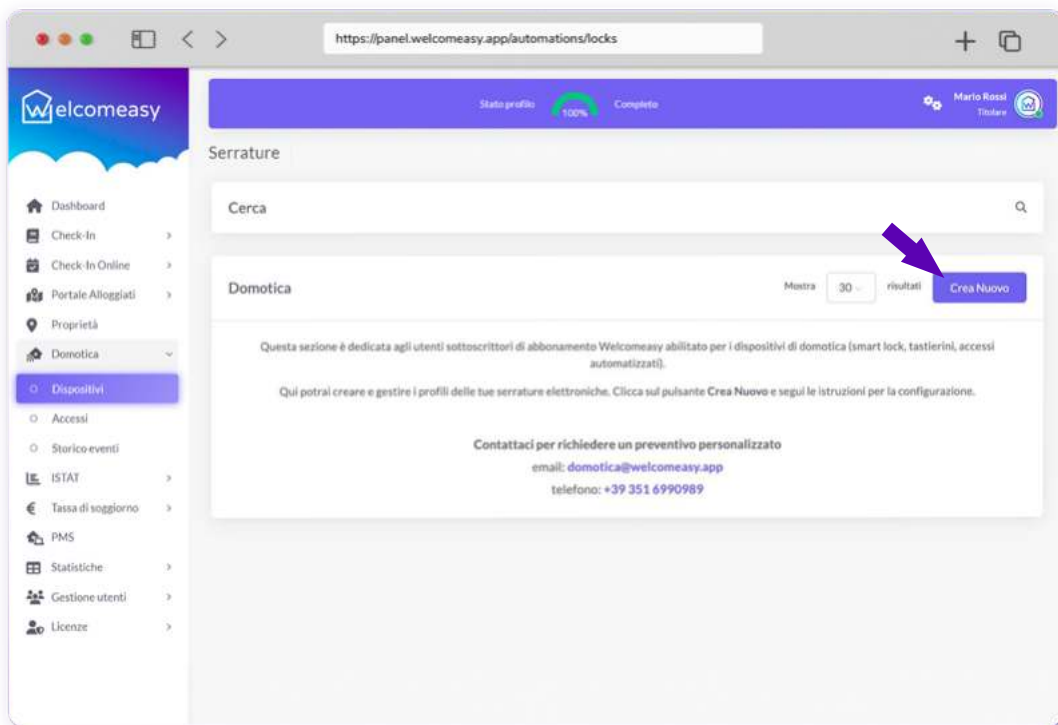 https://panel.welcomeasy.app/automations/locks
Welcomeasy
Stato profilo
100%
Completo
Mario Rossi
Titolare
Serrature
Dashboard
Check-In
Check-In Online
Portale Alloggiati
Proprietà
Domotica
Dispositivi
Accessi
Storico eventi
ISTAT
Tassa di soggiorno
PMS
Statistiche
Gestione utenti
Licenze
Cerca
Domotica
Mostra 30 risultati
Crea Nuovo
Questa sezione è dedicata agli utenti sottoscrittori di abbonamento Welcomeasy abilitato per i dispositivi di domotica (smart lock, tastierini, accessi
automatizzati).
Qui potrai creare e gestire i profili delle tue serrature elettroniche. Clicca sul pulsante Crea Nuovo e segui le istruzioni per la configurazione.
Contattaci per richiedere un preventivo personalizzato
email: domotica@welcomeasy.app
telefono: +39 351 6990989